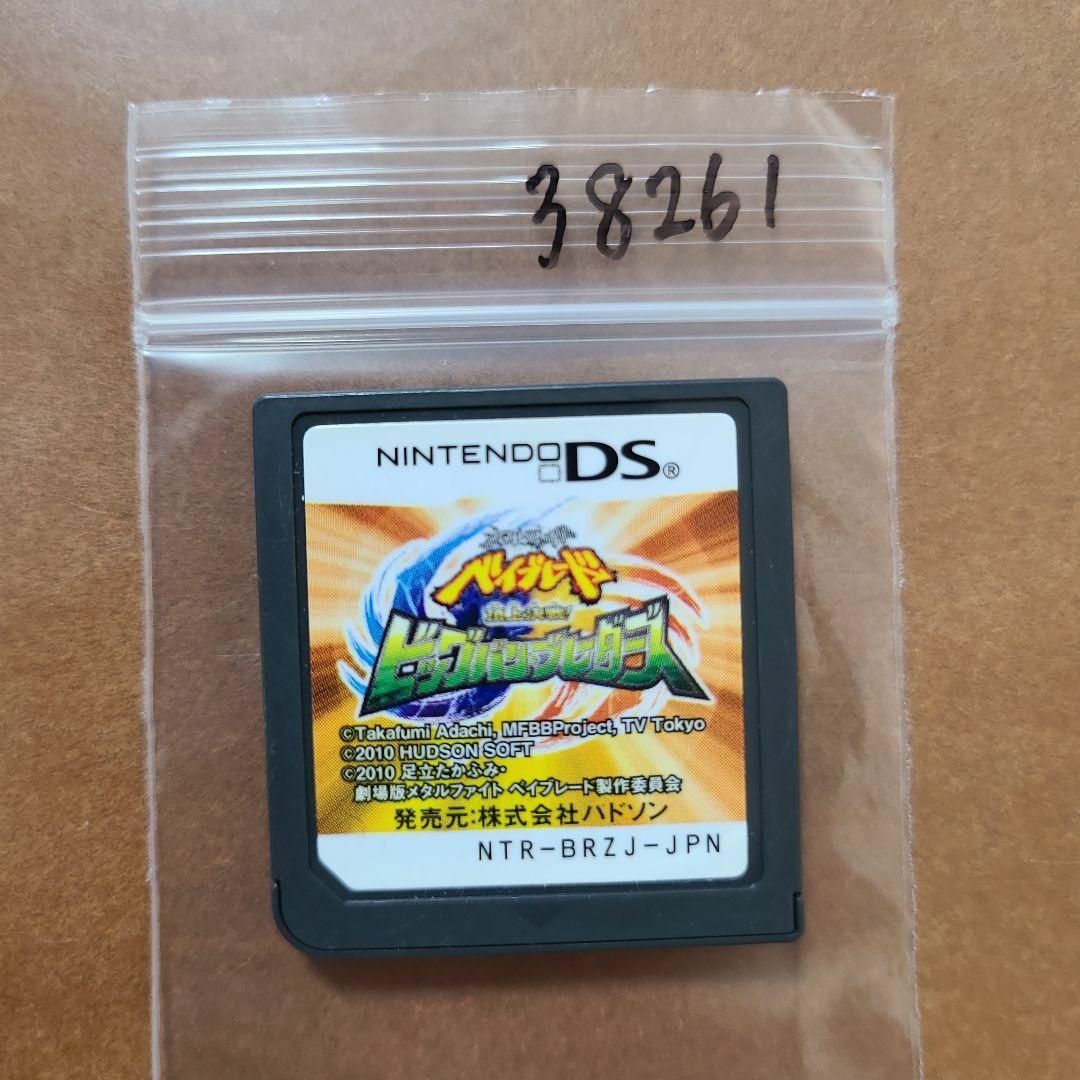 38261
NINTENDO DS®
メタルファイト
ベイブレード
頂上決戦!
ビッグバンブレーダーズ
©Takafumi Adachi, MFBBProject, TV Tokyo
©2010 HUDSON SOFT
©2010 足立たかふみ・
劇場版メタルファイト ベイブレード製作委員会
発売元:株式会社ハドソン
NTR-BRZJ-JPN